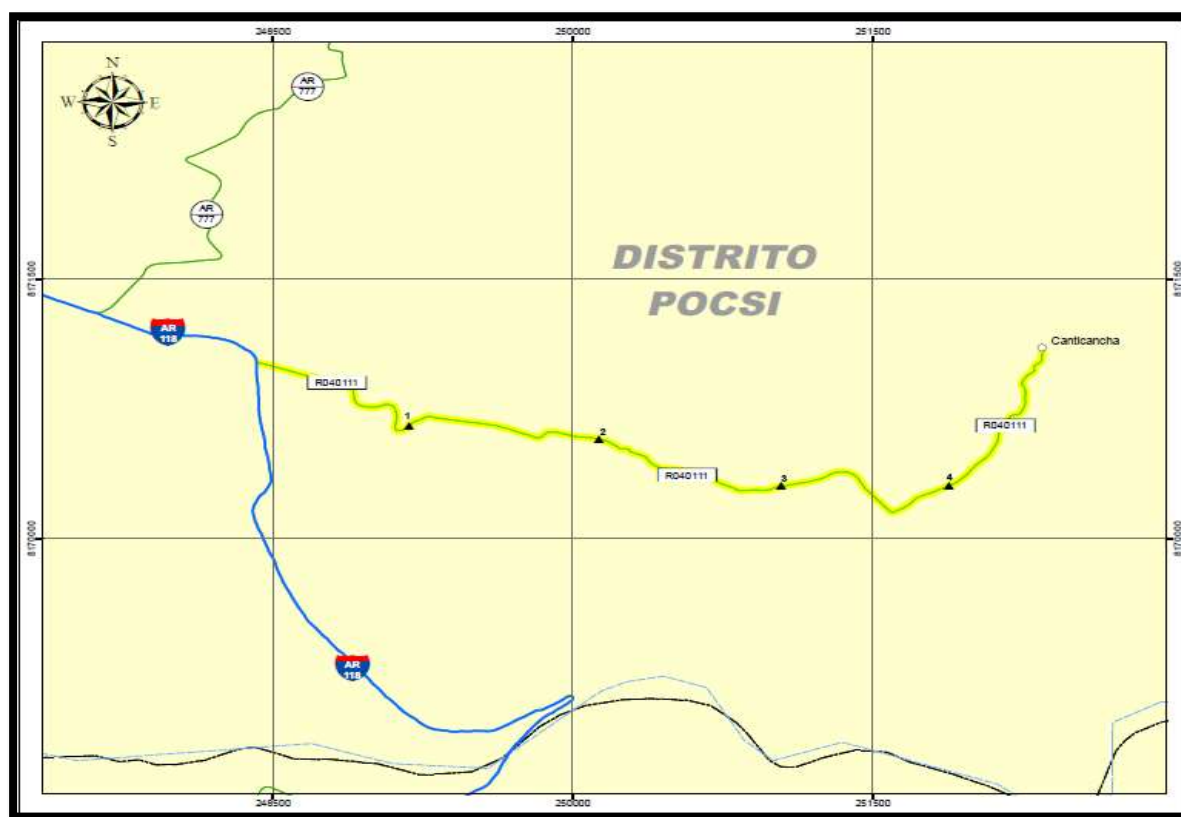 248500
250000
251500
N
W
E
S
AR
777
AR
777
DISTRITO
POCSI
8171500
8171500
AR
118
Canticancha
R040111
1
2
R040111
R040111
3
4
8170000
8170000
AR
118
248500
250000
251500